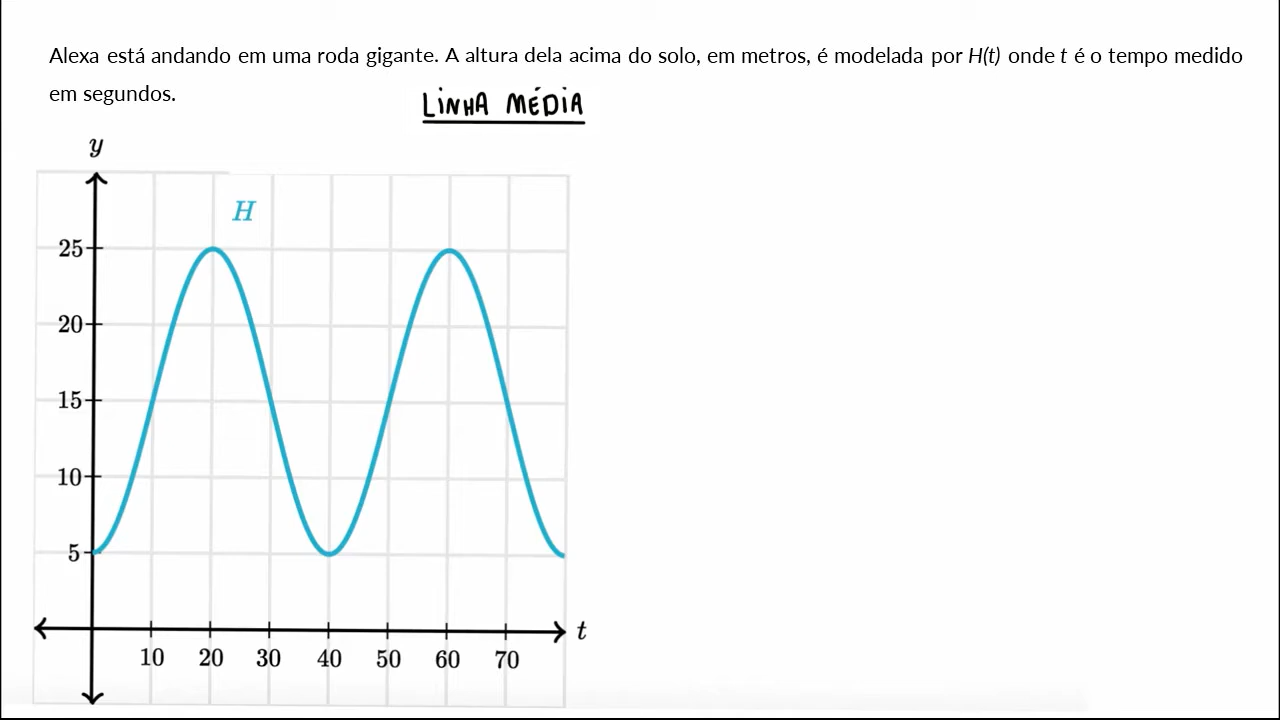 Alexa está andando em uma roda gigante. A altura dela acima do solo, em metros, é modelada por H(t) onde t é o tempo medido
em segundos.
LINHA MÉDIA
y
H
25
20
15
10
5
t
10 20 30 40 50 60 70